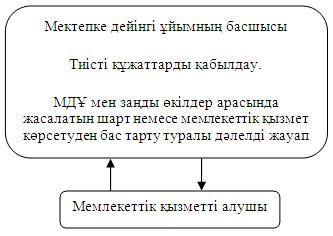 Мектепке дейінгі ұйымның басшысы
Тиісті құжаттарды қабылдау.
МДҰ мен заңды өкілдер арасында
жасалатын шарт немесе мемлекеттік қызмет
көрсетуден бас тарту туралы дәлелді жауап
Мемлекеттік қызметті алушы